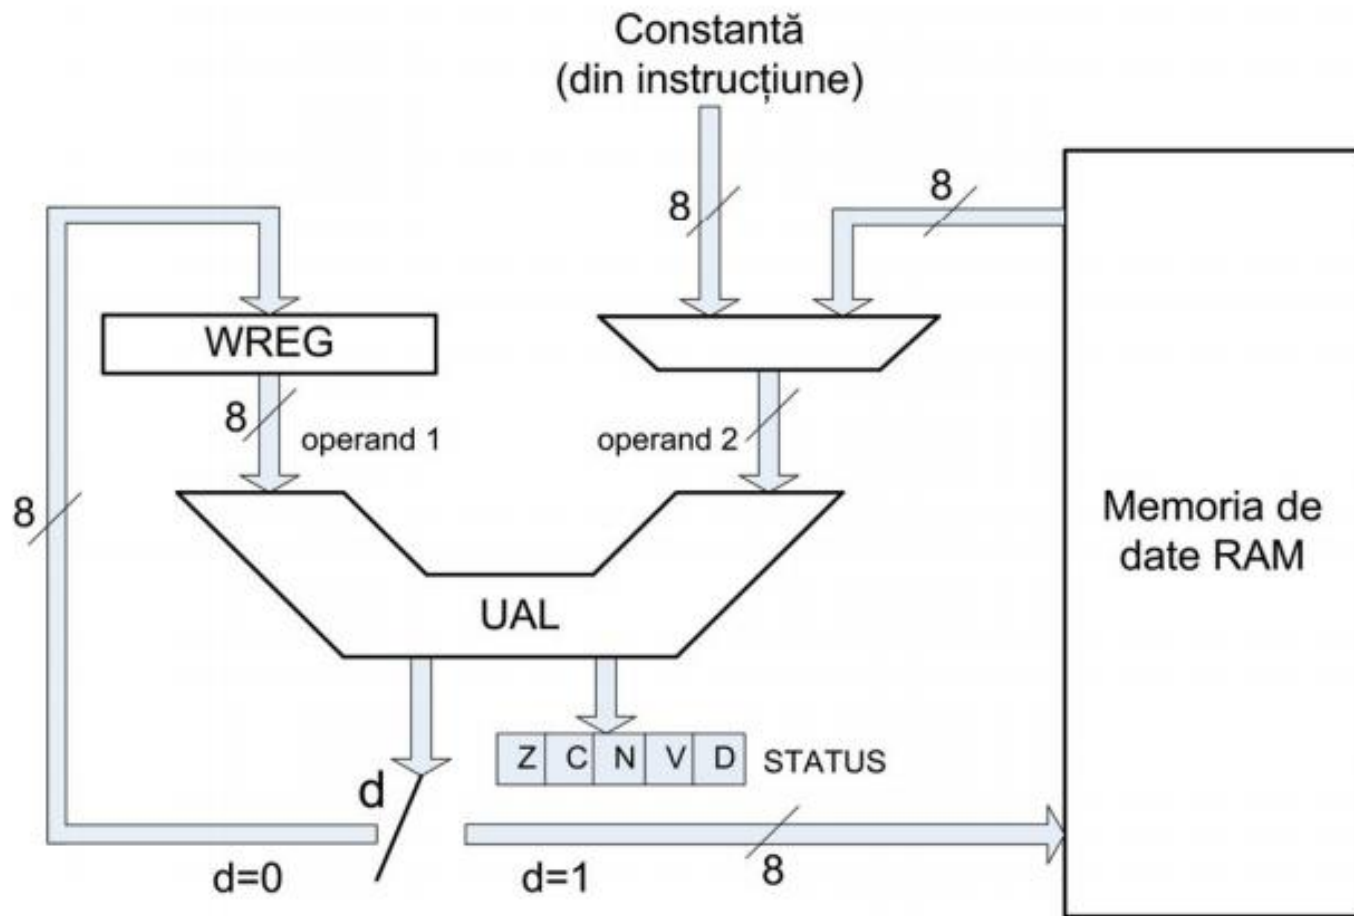 Constantă
(din instrucțiune)
8
8
WREG
8
operand 1
operand 2
8
Memoria de
date RAM
UAL
Z C N V D STATUS
d
d=0
d=1
8